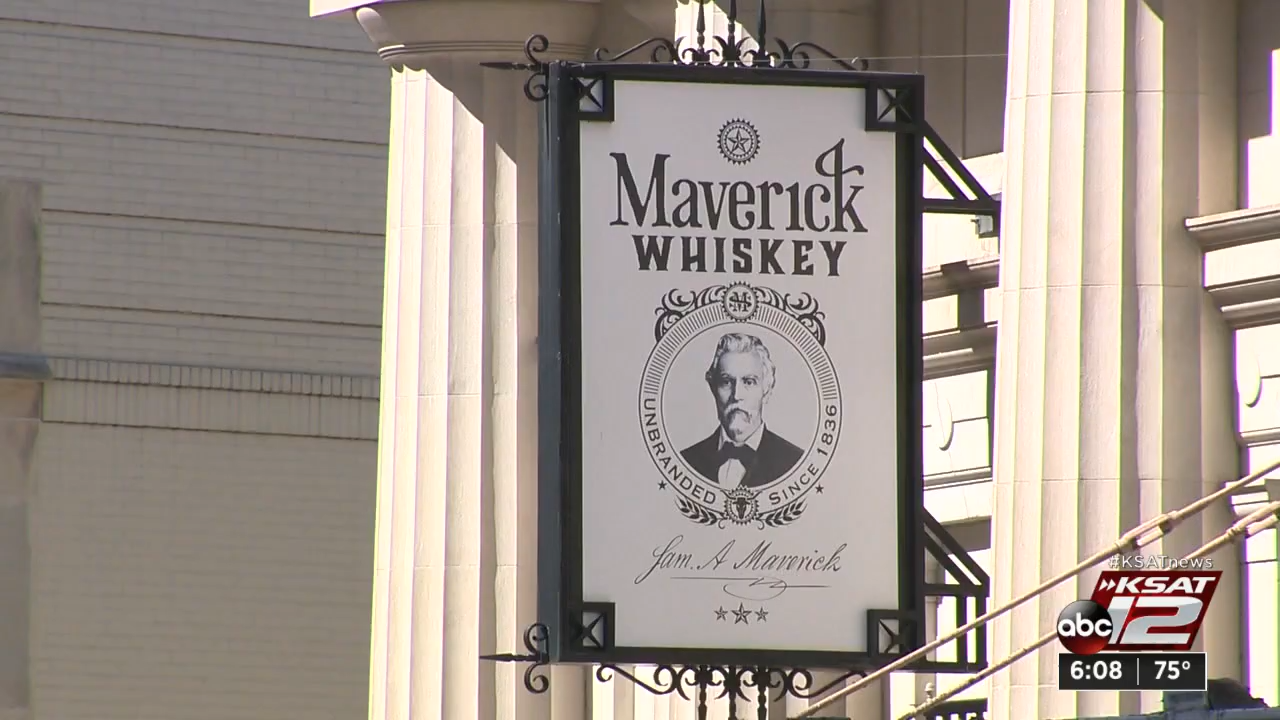 Maverick
WHISKEY
M
UNBRANDED SINCE 1836
Sam. A Maverick
#KSATnews
KSAT
abc 12
6:08 75°